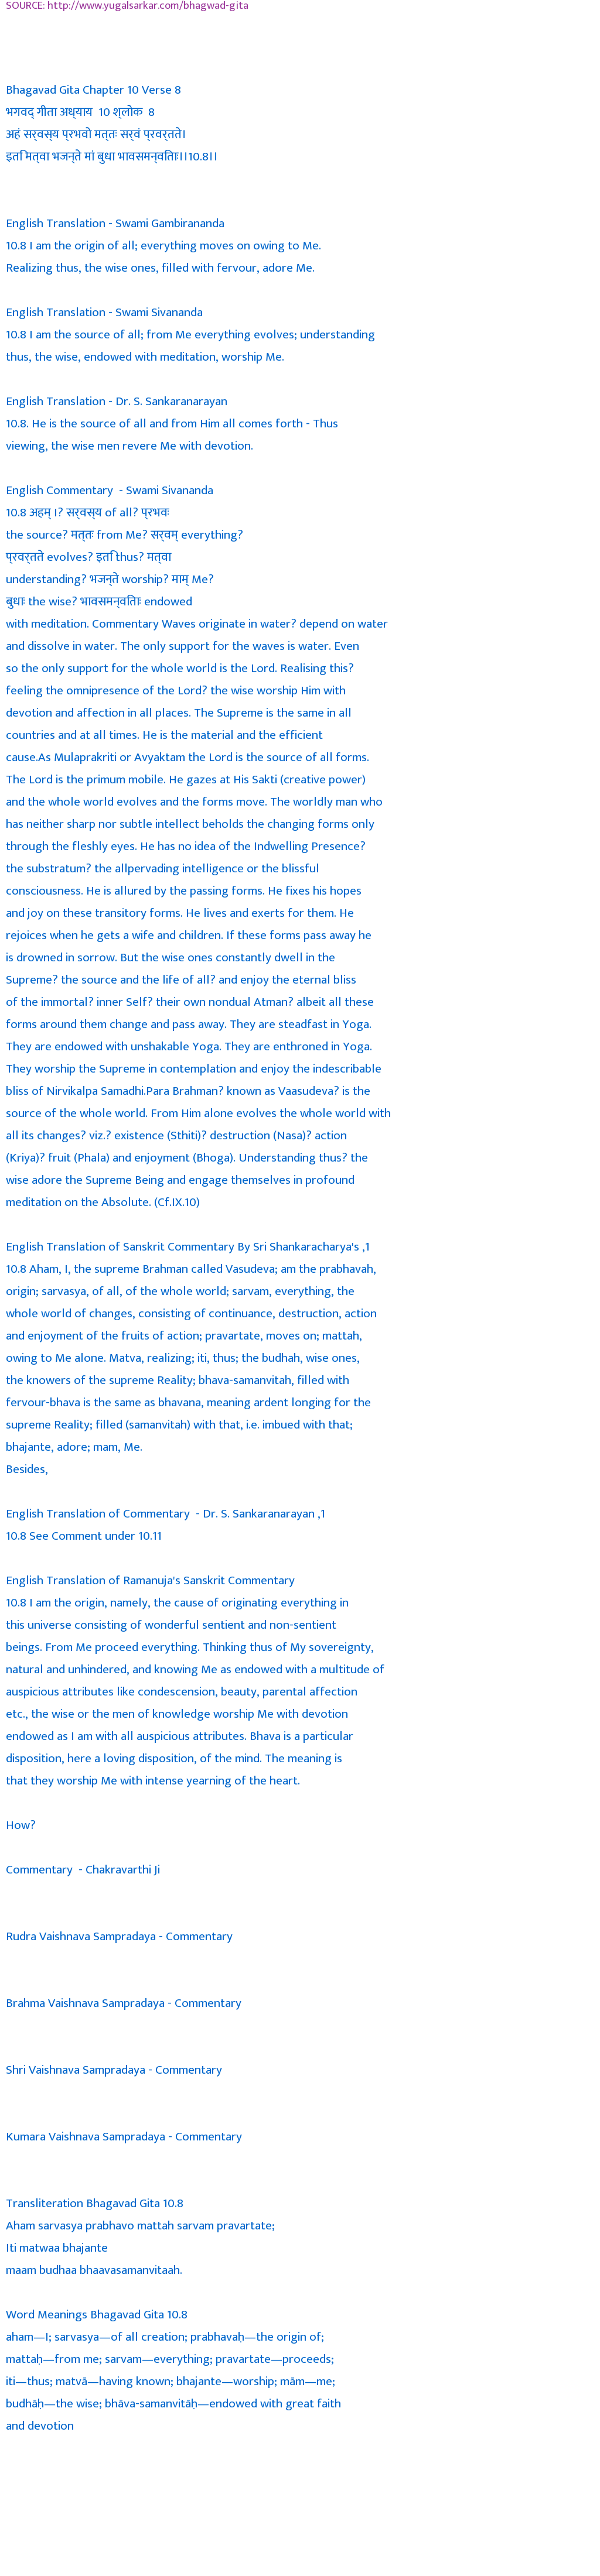 SOURCE: http://www.yugalsarkar.com/bhagwad-gita
Bhagavad Gita Chapter 10 Verse 8
भगवद् गीता अध्याय 10 श्लोक 8
अहं सर्वस्य प्रभवो मत्तः सर्वं प्रवर्तते।
इति मत्वा भजन्ते मां बुधा भावसमन्विताः।।10.8।।
English Translation - Swami Gambirananda
10.8 I am the origin of all; everything moves on owing to Me.
Realizing thus, the wise ones, filled with fervour, adore Me.
English Translation - Swami Sivananda
10.8 I am the source of all; from Me everything evolves; understanding
thus, the wise, endowed with meditation, worship Me.
English Translation - Dr. S. Sankaranarayan
10.8. He is the source of all and from Him all comes forth - Thus
viewing, the wise men revere Me with devotion.
English Commentary - Swami Sivananda
10.8 अहम् I? सर्वस्य of all? प्रभवः
the source? मत्तः from Me? सर्वम् everything?
प्रवर्तते evolves? इति thus? मत्वा
understanding? भजन्ते worship? माम् Me?
बुधाः the wise? भावसमन्विताः endowed
with meditation. Commentary Waves originate in water? depend on water
and dissolve in water. The only support for the waves is water. Even
so the only support for the whole world is the Lord. Realising this?
feeling the omnipresence of the Lord? the wise worship Him with
devotion and affection in all places. The Supreme is the same in all
countries and at all times. He is the material and the efficient
cause.As Mulaprakriti or Avyaktam the Lord is the source of all forms.
The Lord is the primum mobile. He gazes at His Sakti (creative power)
and the whole world evolves and the forms move. The worldly man who
has neither sharp nor subtle intellect beholds the changing forms only
through the fleshly eyes. He has no idea of the Indwelling Presence?
the substratum? the allpervading intelligence or the blissful
consciousness. He is allured by the passing forms. He fixes his hopes
and joy on these transitory forms. He lives and exerts for them. He
rejoices when he gets a wife and children. If these forms pass away he
is drowned in sorrow. But the wise ones constantly dwell in the
Supreme? the source and the life of all? and enjoy the eternal bliss
of the immortal? inner Self? their own nondual Atman? albeit all these
forms around them change and pass away. They are steadfast in Yoga.
They are endowed with unshakable Yoga. They are enthroned in Yoga.
They worship the Supreme in contemplation and enjoy the indescribable
bliss of Nirvikalpa Samadhi.Para Brahman? known as Vaasudeva? is the
source of the whole world. From Him alone evolves the whole world with
all its changes? viz.? existence (Sthiti)? destruction (Nasa)? action
(Kriya)? fruit (Phala) and enjoyment (Bhoga). Understanding thus? the
wise adore the Supreme Being and engage themselves in profound
meditation on the Absolute. (Cf.IX.10)
English Translation of Sanskrit Commentary By Sri Shankaracharya's ,1
10.8 Aham, I, the supreme Brahman called Vasudeva; am the prabhavah,
origin; sarvasya, of all, of the whole world; sarvam, everything, the
whole world of changes, consisting of continuance, destruction, action
and enjoyment of the fruits of action; pravartate, moves on; mattah,
owing to Me alone. Matva, realizing; iti, thus; the budhah, wise ones,
the knowers of the supreme Reality; bhava-samanvitah, filled with
fervour-bhava is the same as bhavana, meaning ardent longing for the
supreme Reality; filled (samanvitah) with that, i.e. imbued with that;
bhajante, adore; mam, Me.
Besides,
English Translation of Commentary - Dr. S. Sankaranarayan ,1
10.8 See Comment under 10.11
English Translation of Ramanuja's Sanskrit Commentary
10.8 I am the origin, namely, the cause of originating everything in
this universe consisting of wonderful sentient and non-sentient
beings. From Me proceed everything. Thinking thus of My sovereignty,
natural and unhindered, and knowing Me as endowed with a multitude of
auspicious attributes like condescension, beauty, parental affection
etc., the wise or the men of knowledge worship Me with devotion
endowed as I am with all auspicious attributes. Bhava is a particular
disposition, here a loving disposition, of the mind. The meaning is
that they worship Me with intense yearning of the heart.
How?
Commentary - Chakravarthi Ji
Rudra Vaishnava Sampradaya - Commentary
Brahma Vaishnava Sampradaya - Commentary
Shri Vaishnava Sampradaya - Commentary
Kumara Vaishnava Sampradaya - Commentary
Transliteration Bhagavad Gita 10.8
Aham sarvasya prabhavo mattah sarvam pravartate;
Iti matwaa bhajante
maam budhaa bhaavasamanvitaah.
Word Meanings Bhagavad Gita 10.8
aham—I; sarvasya—of all creation; prabhavaḥ—the origin of;
mattaḥ—from me; sarvam—everything; pravartate—proceeds;
iti—thus; matvā—having known; bhajante—worship; mām—me;
budhāḥ—the wise; bhāva-samanvitāḥ—endowed with great faith
and devotion